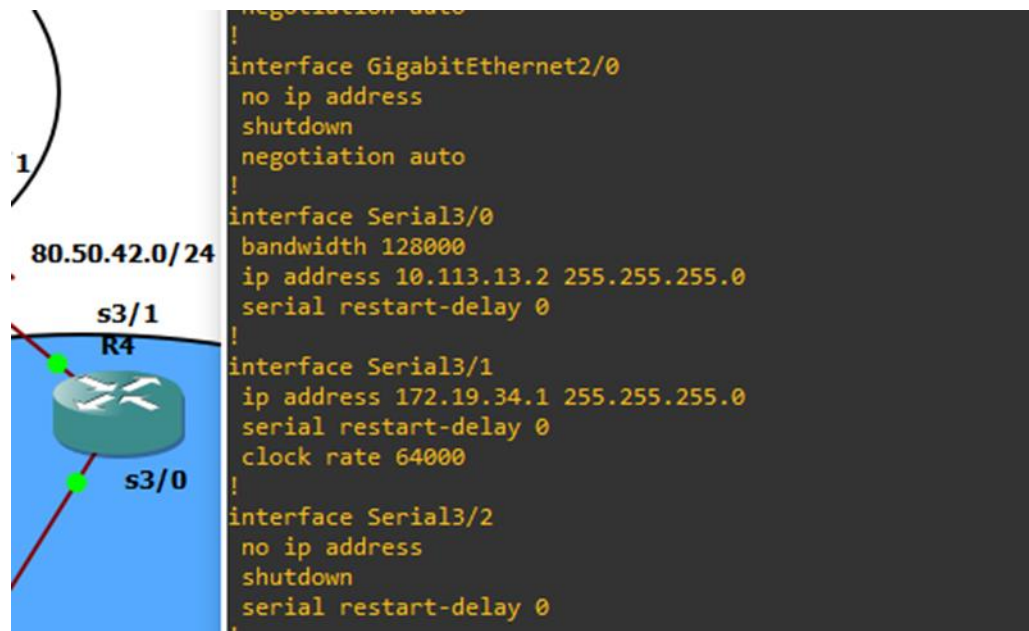 negotiation auto
!
interface GigabitEthernet2/0
no ip address
shutdown
negotiation auto
!
interface Serial3/0
bandwidth 128000
ip address 10.113.13.2 255.255.255.0
serial restart-delay 0
!
interface Serial3/1
ip address 172.19.34.1 255.255.255.0
serial restart-delay 0
clock rate 64000
!
interface Serial3/2
no ip address
shutdown
serial restart-delay 0
/1
80.50.42.0/24
s3/1
R4
s3/0